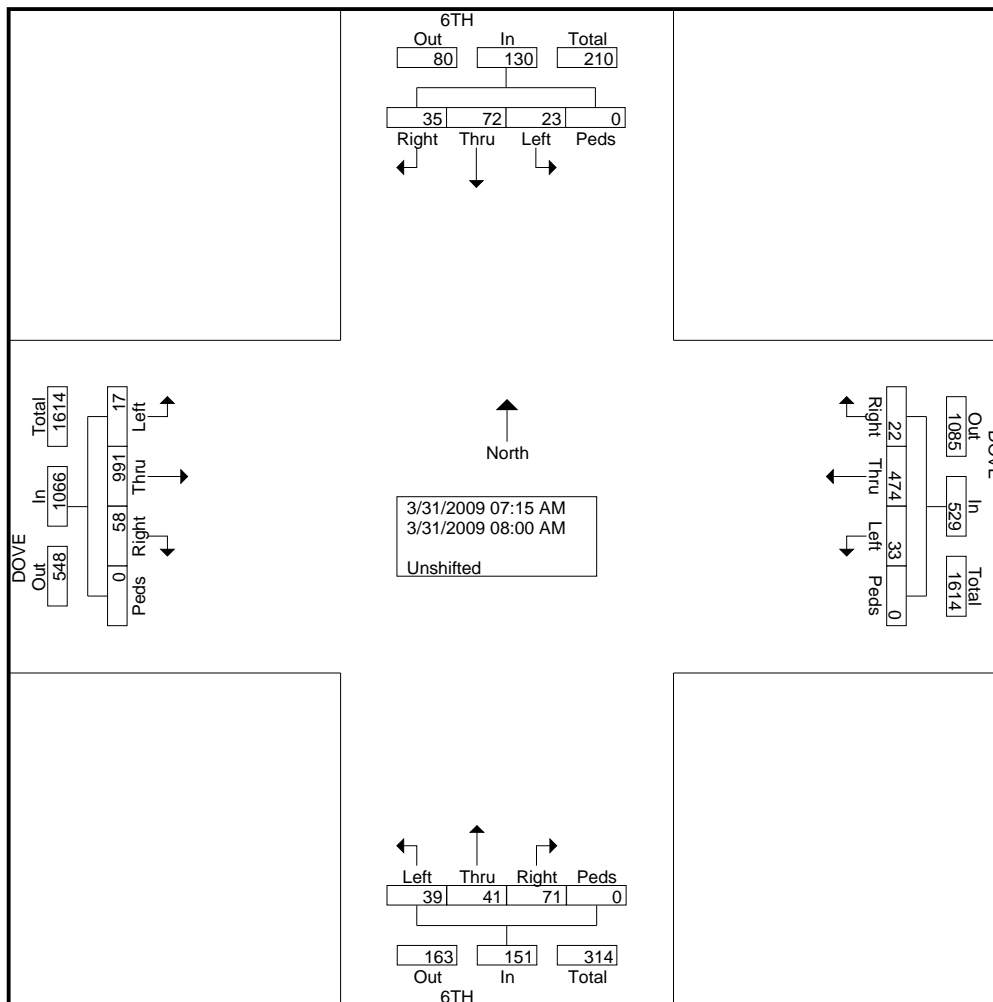 6TH
Out In Total
80 130 210
35 72 23 0
Right Thru Left Peds
DOVE
Total In Out
1614 1066 548
17 991 58 0
Left Thru Right Peds
North
3/31/2009 07:15 AM
3/31/2009 08:00 AM
Unshifted
DOVE
Out In Total
1085 529 1614
22 474 33 0
Right Thru Left Peds
Left Thru Right Peds
39 41 71 0
163 151 314
Out In Total
6TH